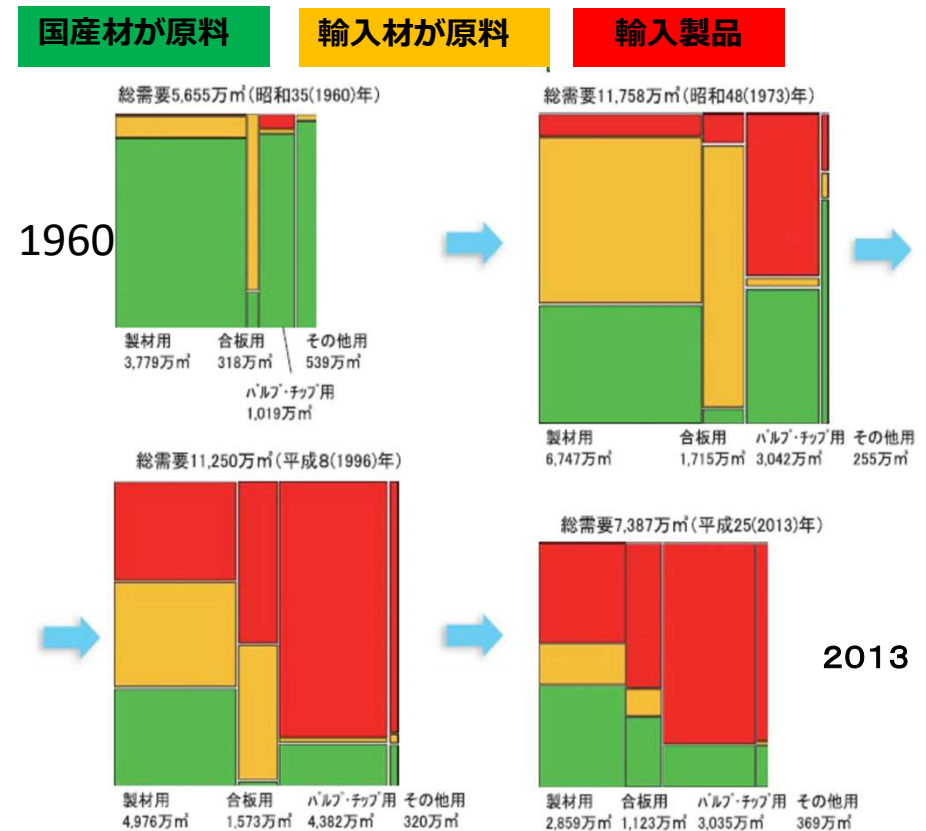 国産材が原料
輸入材が原料
輸入製品
総需要5,655万㎥(昭和35(1960)年)
1960
製材用
3,779万㎥
合板用
318万㎥
その他用
539万㎥
パルプ・チップ用
1,019万㎥
総需要11,758万㎥(昭和48(1973)年)
製材用
6,747万㎥
合板用
1,715万㎥
パルプ・チップ用
3,042万㎥
その他用
255万㎥
総需要11,250万㎥(平成8(1996)年)
製材用
4,976万㎥
合板用
1,573万㎥
パルプ・チップ用
4,382万㎥
その他用
320万㎥
総需要7,387万㎥(平成25(2013)年)
2013
製材用
2,859万㎥
合板用
1,123万㎥
パルプ・チップ用
3,035万㎥
その他用
369万㎥